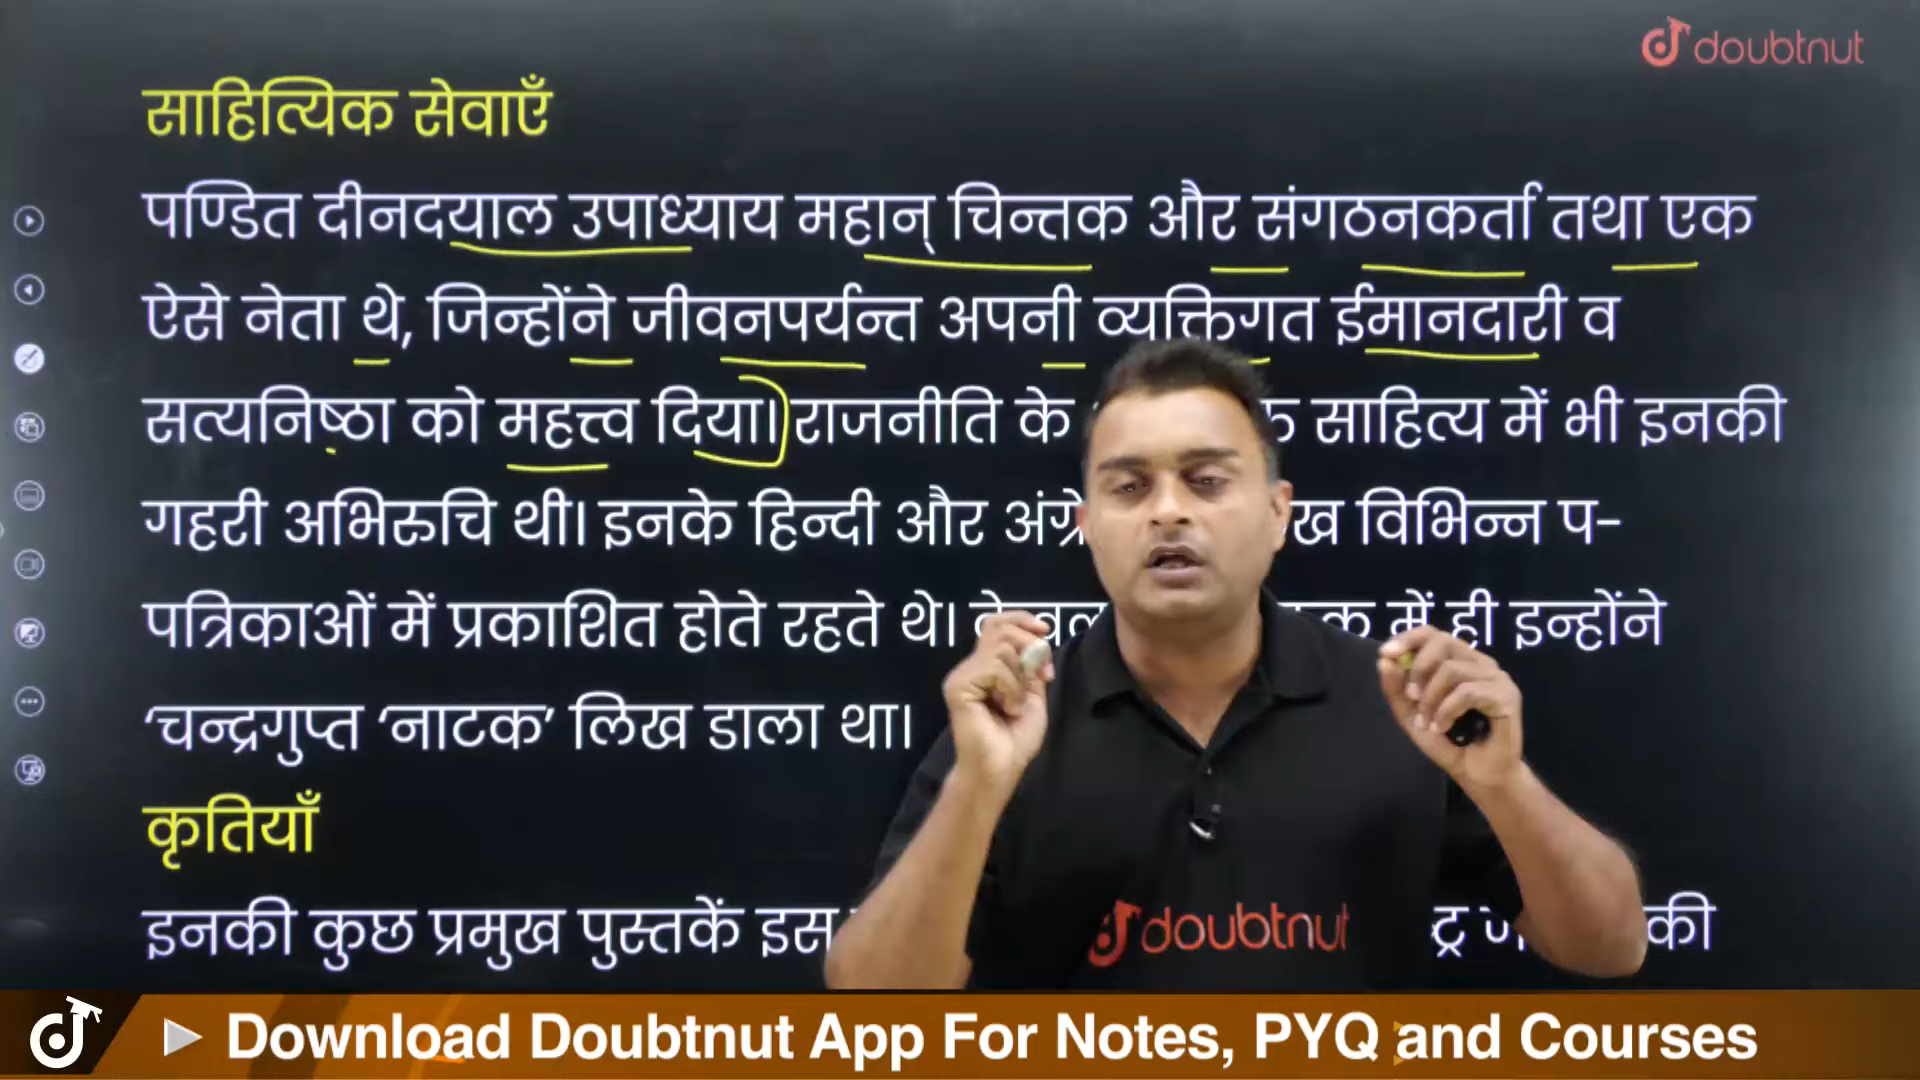 doubtnut
साहित्यिक सेवाएँ
पण्डित दीनदयाल उपाध्याय महान् चिन्तक और संगठनकर्ता तथा एक
ऐसे नेता थे, जिन्होंने जीवनपर्यन्त अपनी व्यक्तिगत ईमानदारी व
सत्यनिष्ठा को महत्त्व दिया। राजनीति के साहित्य में भी इनकी
गहरी अभिरुचि थी। इनके हिन्दी और विभिन्न प-
पत्रिकाओं में प्रकाशित होते रहते थे। में ही इन्होंने
‘चन्द्रगुप्त ‘नाटक’ लिख डाला था।
कृतियाँ
इनकी कुछ प्रमुख पुस्तकें इस की
doubtnut
Download Doubtnut App For Notes, PYQ and Courses